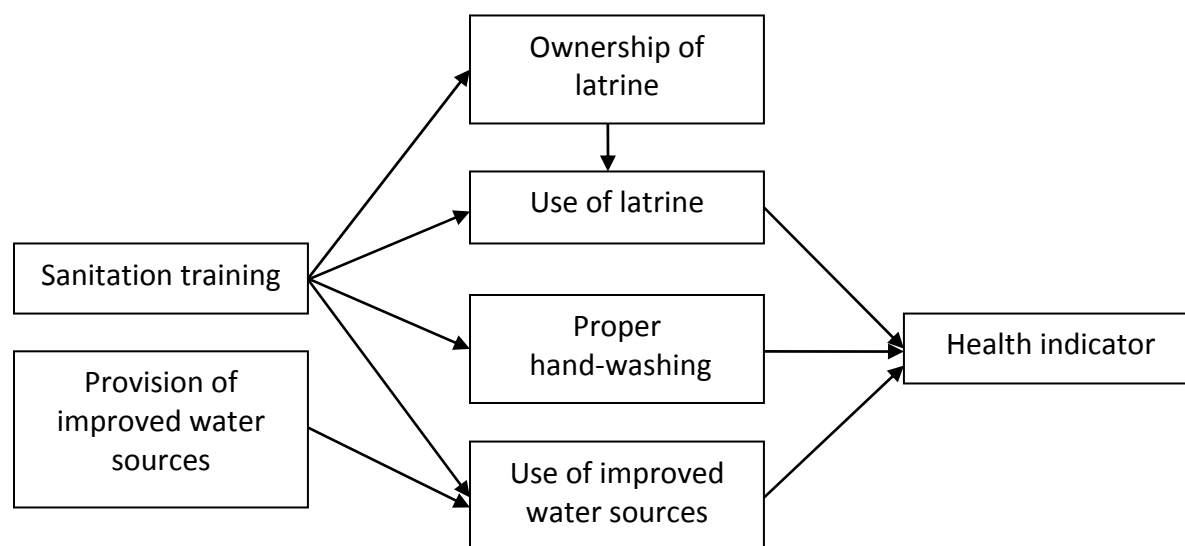 Ownership of
latrine
Use of latrine
Sanitation training
Proper
hand-washing
Health indicator
Provision of
improved water
sources
Use of improved
water sources